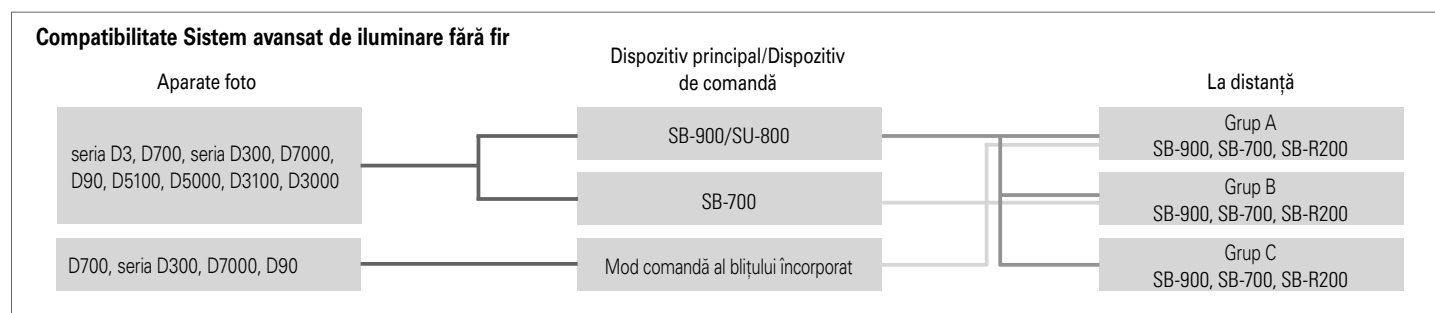 Compatibilitate Sistem avansat de iluminare fără fir
Aparate foto
Dispozitiv principal/Dispozitiv
de comandă
La distanță
seria D3, D700, seria D300, D7000,
D90, D5100, D5000, D3100, D3000
SB-900/SU-800
Grup A
SB-900, SB-700, SB-R200
SB-700
Grup B
SB-900, SB-700, SB-R200
D700, seria D300, D7000, D90
Mod comandă al blițului încorporat
Grup C
SB-900, SB-700, SB-R200